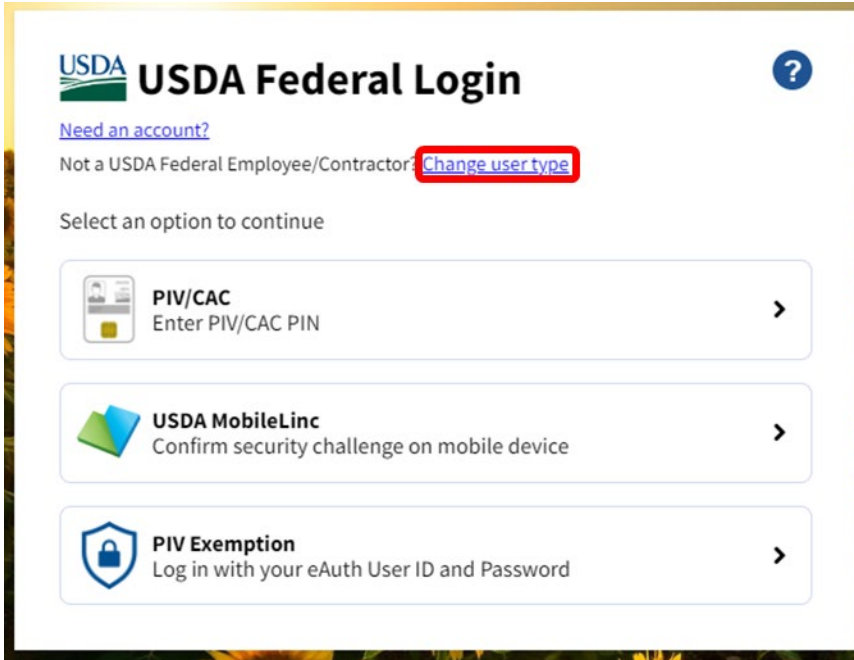 USDA
USDA Federal Login
?
Need an account?
Not a USDA Federal Employee/Contractor? Change user type
Select an option to continue
PIV/CAC
Enter PIV/CAC PIN
USDA MobileLinc
Confirm security challenge on mobile device
PIV Exemption
Log in with your eAuth User ID and Password